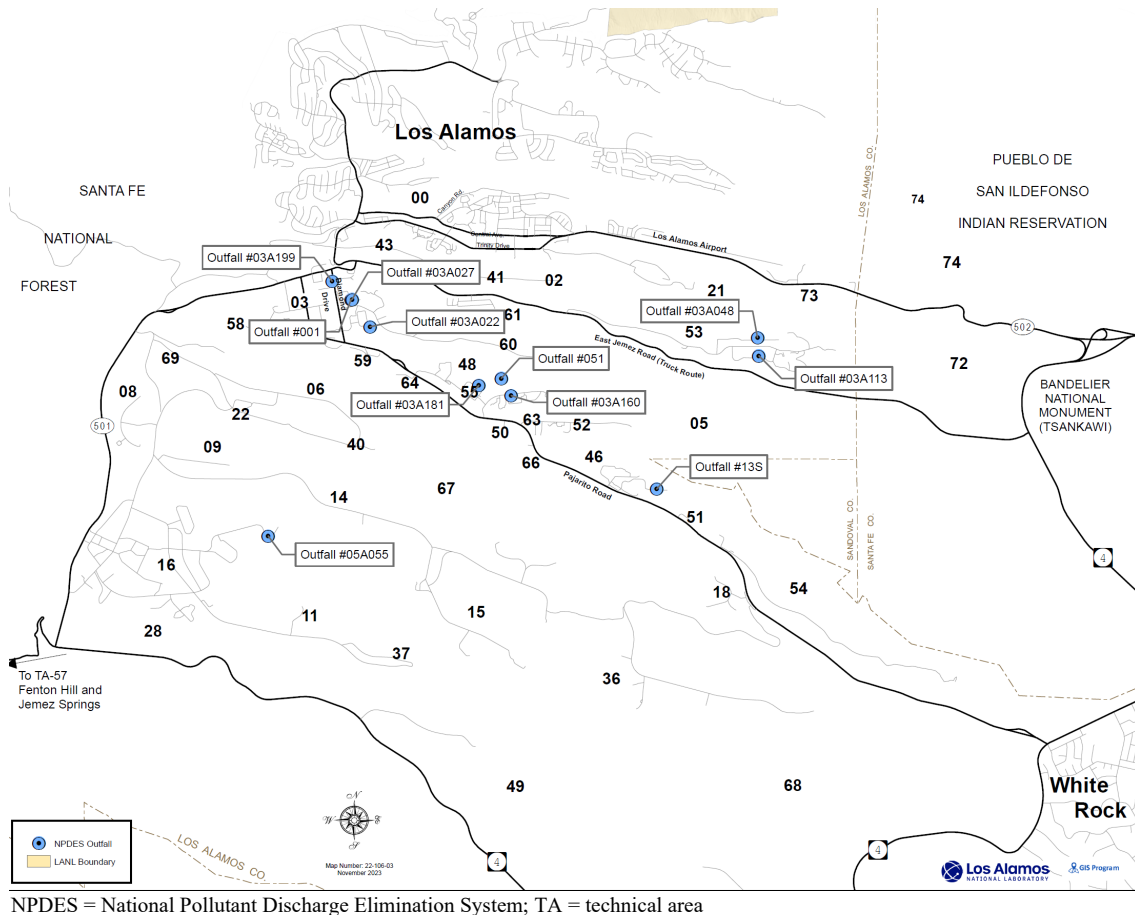 Los Alamos
PUEBLO DE
SAN ILDEFONSO
INDIAN RESERVATION
SANTA FE
NATIONAL
FOREST
LOS ALAMOS CO.
74
00
Canyon Rd.
Central Ave.
Trinity Drive
Los Alamos Airport
43
Outfall #03A199
Outfall #03A027
41
02
74
21
73
03
Diamond
Drive
58
Outfall #001
Outfall #03A022
61
Outfall #03A048
53
502
60
East Jemez Road (Truck Route)
69
59
48
Outfall #051
72
64
08
06
55
Outfall #03A181
Outfall #03A160
Outfall #03A113
BANDELIER
NATIONAL
MONUMENT
(TSANKAWI)
22
501
63
52
05
50
09
40
66
46
Outfall #13S
67
Pajarito Road
14
51
SANDOVAL CO.
SANTA FE CO.
Outfall #05A055
16
4
54
18
11
15
28
37
To TA-57
Fenton Hill and
Jemez Springs
36
49
68
White
Rock
N
W
E
S
NPDES Outfall
LANL Boundary
LOS ALAMOS CO
Map Number: 22-106-03
November 2023
4
4
Los Alamos
NATIONAL LABORATORY
GIS Program
NPDES = National Pollutant Discharge Elimination System; TA = technical area